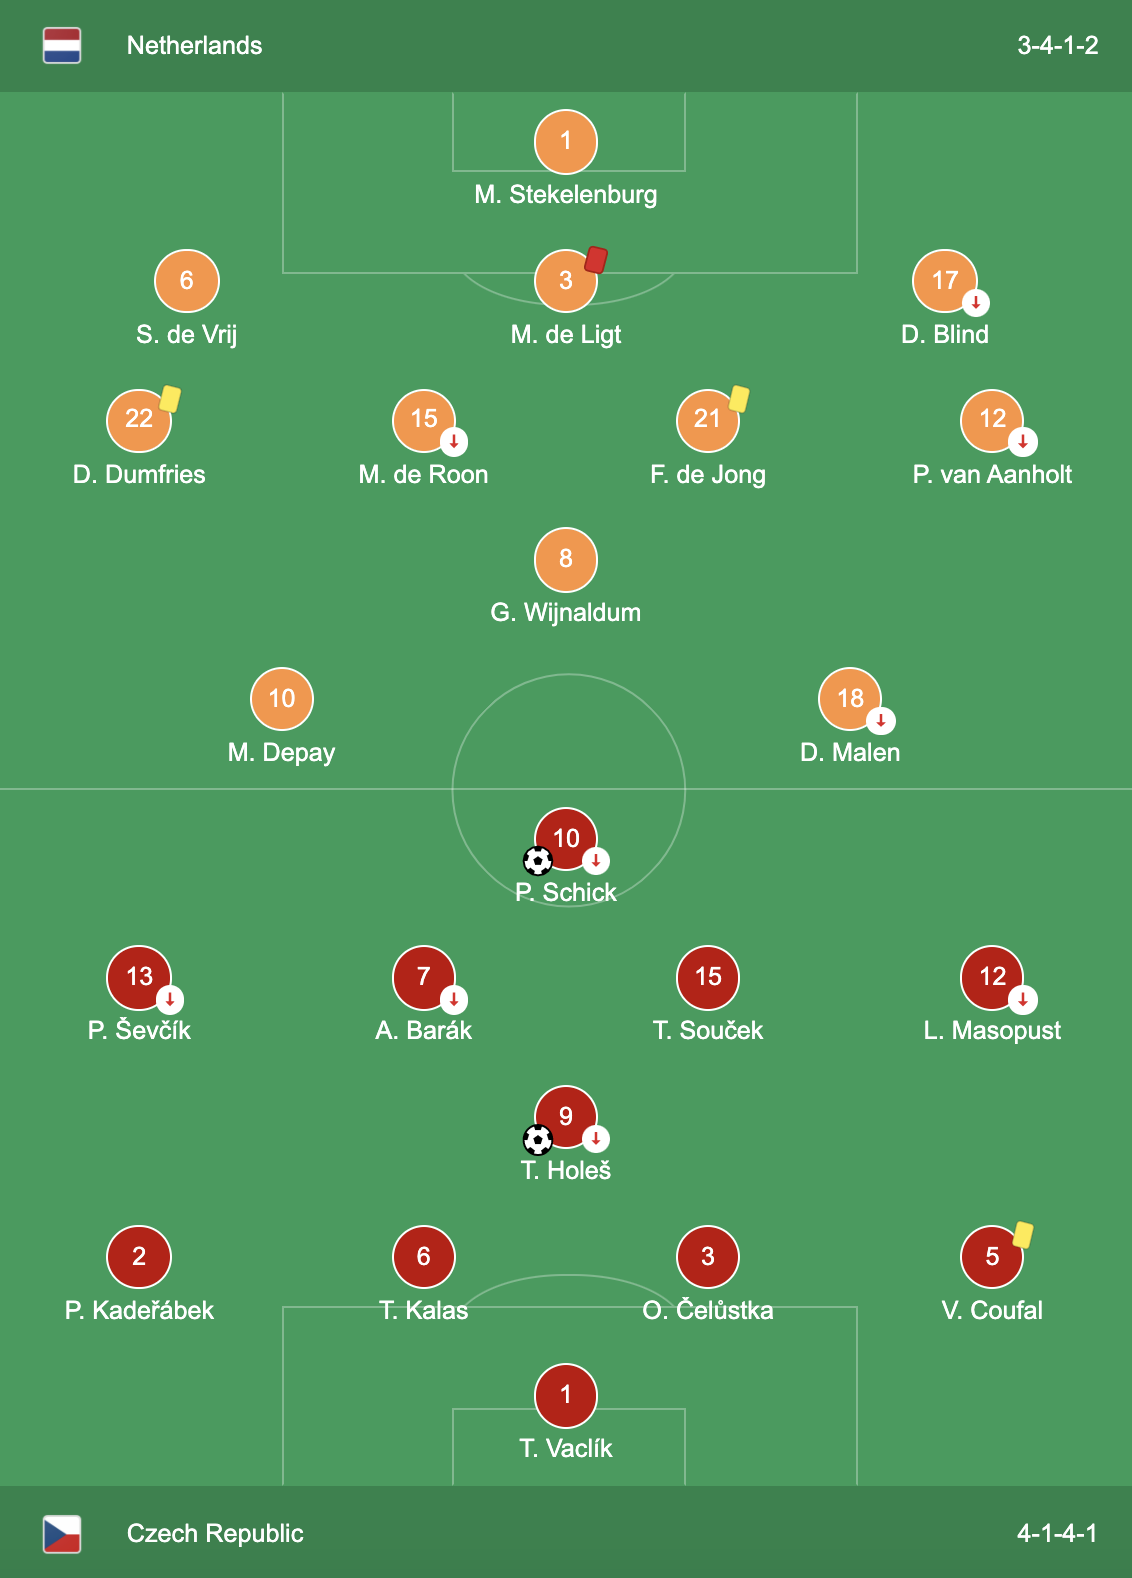 Netherlands 3-4-1-2
1
M. Stekelenburg
6 3 17
S. de Vrij M. de Ligt D. Blind
22 15 21 12
D. Dumfries M. de Roon F. de Jong P. van Aanholt
8
G. Wijnaldum
10 18
M. Depay D. Malen
10
P. Schick
13 7 15 12
P. Ševčík A. Barák T. Souček L. Masopust
9
T. Holeš
2 6 3 5
P. Kadeřábek T. Kalas O. Čelůstka V. Coufal
1
T. Vaclík
Czech Republic 4-1-4-1